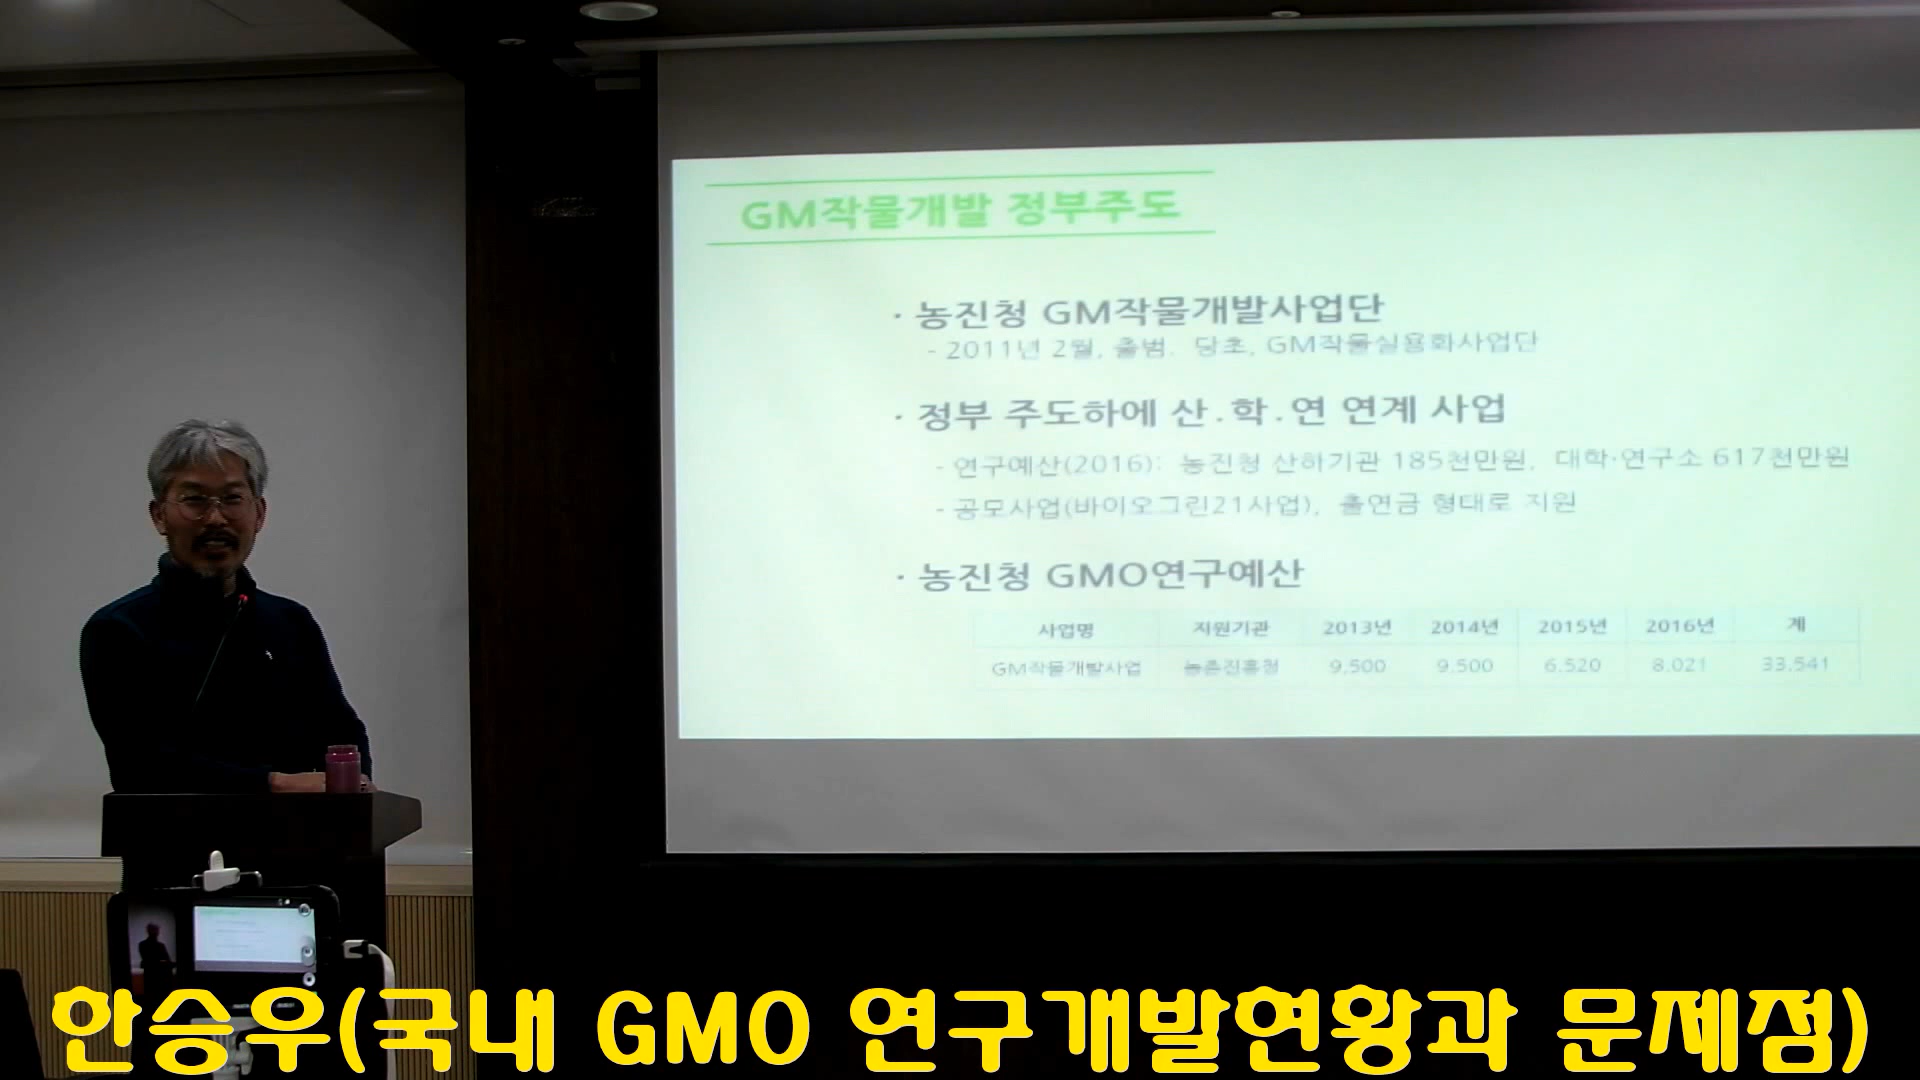 GM작물개발 정부주도
· 농진청 GM작물개발사업단
- 2011년 2월, 출범. 당초, GM작물실용화사업단
· 정부 주도하에 산.학.연 연계 사업
- 연구예산(2016): 농진청 산하기관 185천만원, 대학·연구소 617천만원
- 공모사업(바이오그린21사업), 출연금 형태로 지원
· 농진청 GMO연구예산
사업명 지원기관 2013년 2014년 2015년 2016년 계
GM작물개발사업 농촌진흥청 9,500 9,500 6,520 8,021 33,541
한승우(국내 GMO 연구개발현황과 문제점)